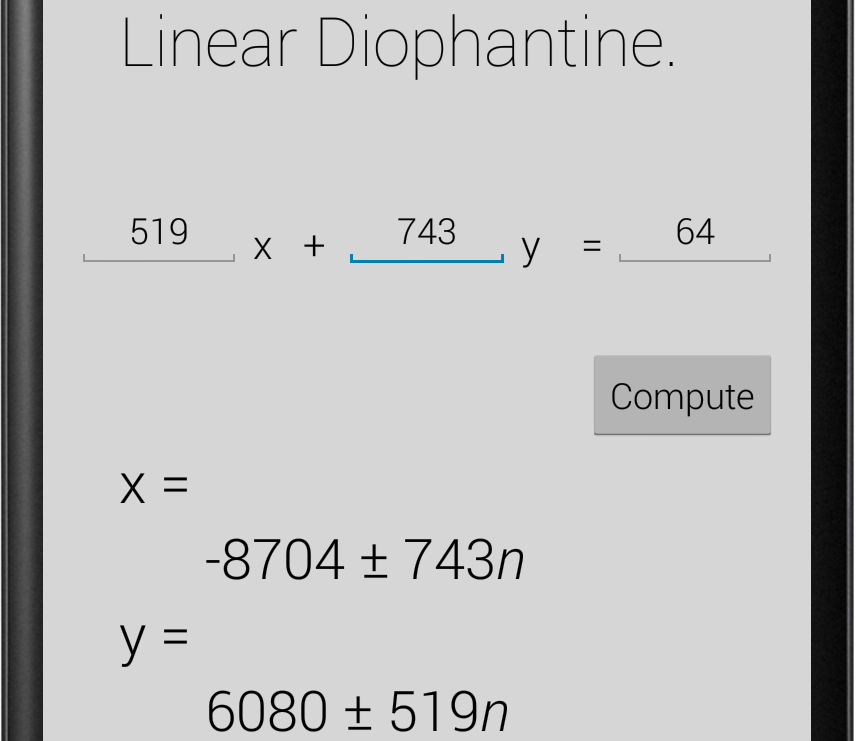 Linear Diophantine.
519 x + 743 y = 64
Compute
x =
-8704 ± 743n
y =
6080 ± 519n